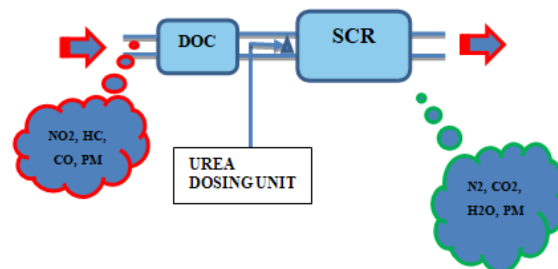 DOC
SCR
NO2, HC,
CO, PM
UREA
DOSING UNIT
N2, CO2,
H2O, PM